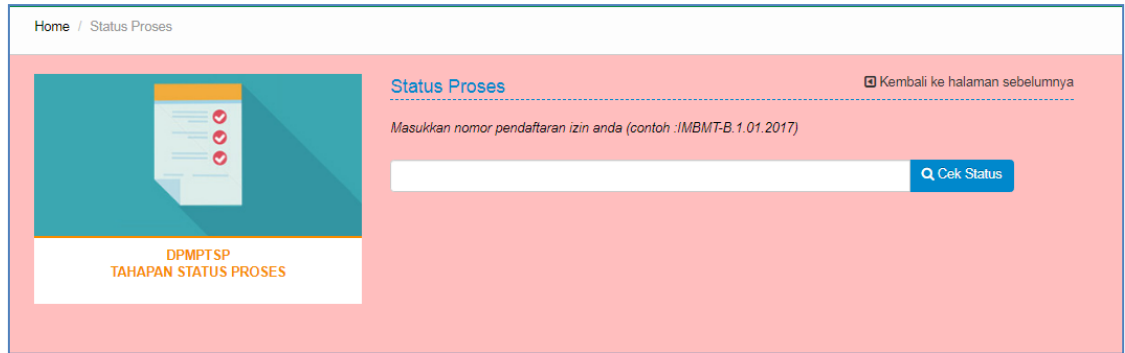 Home / Status Proses
Status Proses
Kembali ke halaman sebelumnya
Masukkan nomor pendaftaran izin anda (contoh :IMBMT-B.1.01.2017)
Cek Status
DPMPTSP
TAHAPAN STATUS PROSES